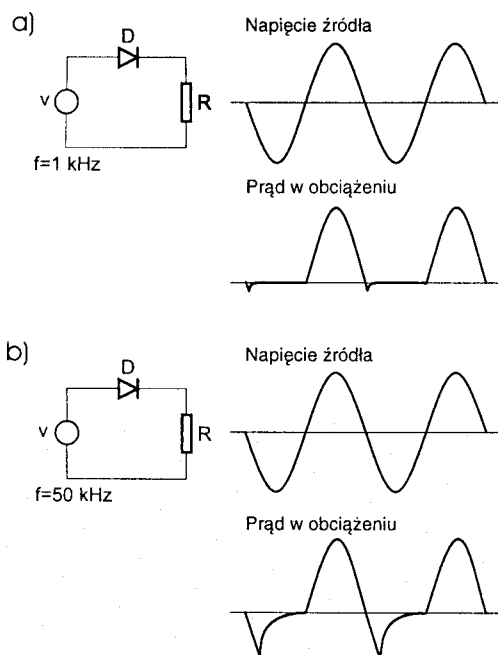 a)
D
v
R
f=1 kHz
Napięcie źródła
Prąd w obciążeniu
b)
D
v
R
f=50 kHz
Napięcie źródła
Prąd w obciążeniu